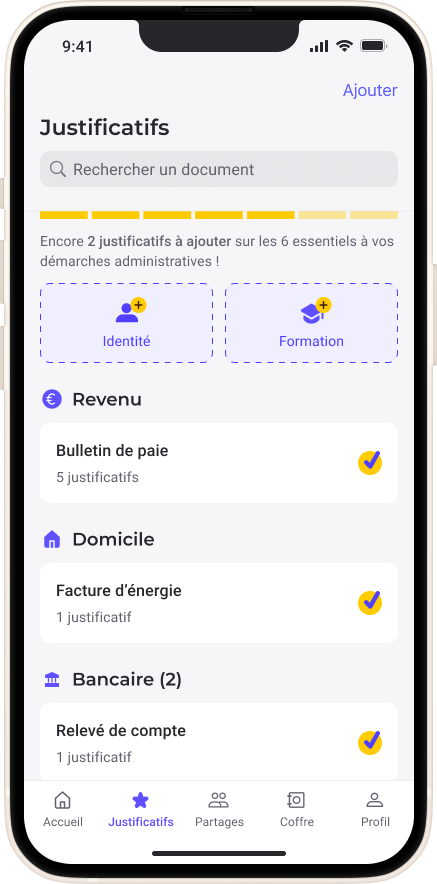 9:41
Ajouter
Justificatifs
Rechercher un document
Encore 2 justificatifs à ajouter sur les 6 essentiels à vos
démarches administratives !
Identité
Formation
Revenu
Bulletin de paie
5 justificatifs
Domicile
Facture d’énergie
1 justificatif
Bancaire (2)
Relevé de compte
1 justificatif
Accueil
Justificatifs
Partages
Coffre
Profil